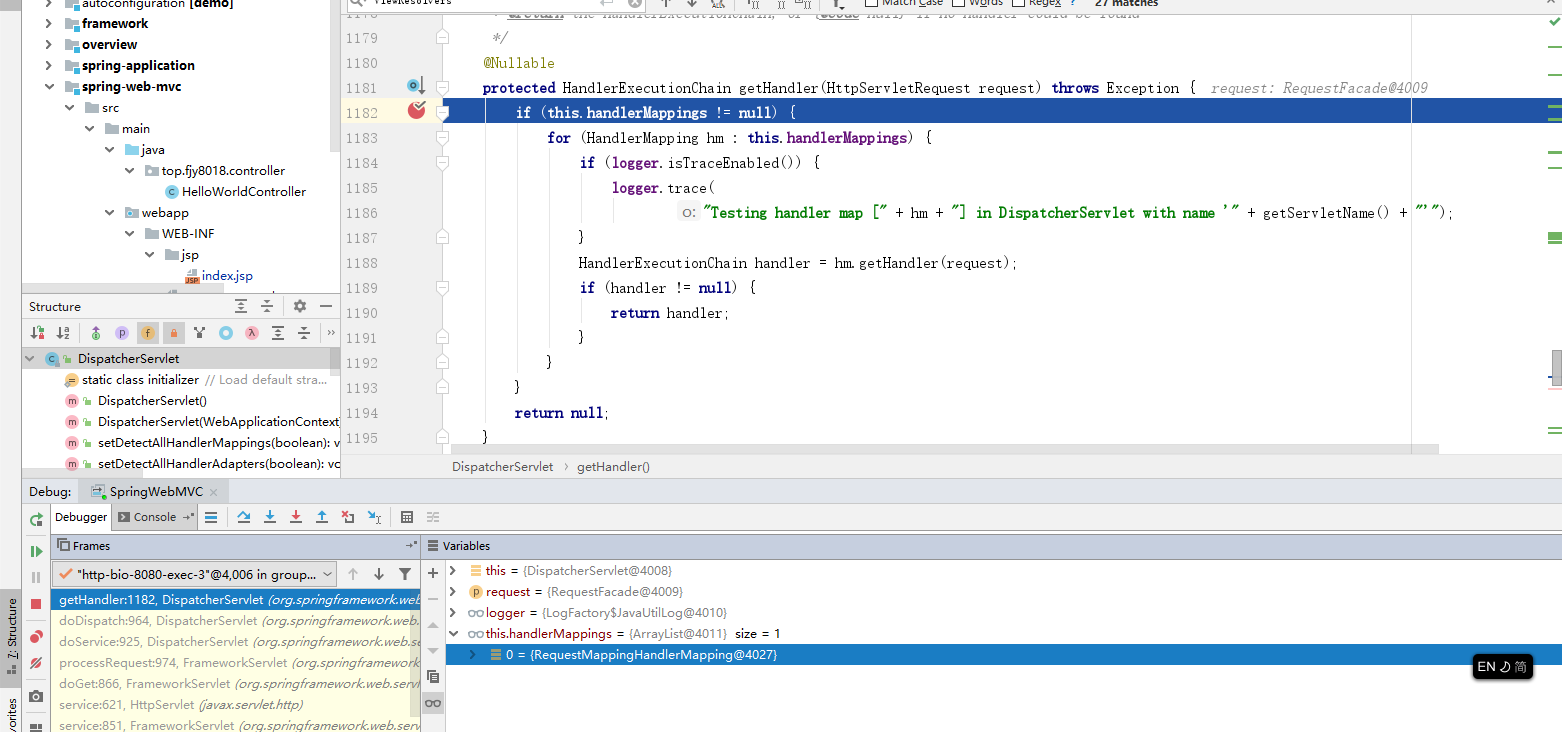 autoconfiguration [demo]
framework
overview
spring-application
spring-web-mvc
src
main
java
top.fjy8018.controller
HelloWorldController
webapp
WEB-INF
jsp
index.jsp
viewResolvers
Match Case
Words
Regex
?
27 matches
1178 * @return the HandlerExecutionChain, or {@code null} if no handler could be found
1179 */
1180 @Nullable
1181 protected HandlerExecutionChain getHandler(HttpServletRequest request) throws Exception { request: RequestFacade@4009
1182 if (this.handlerMappings != null) {
1183 for (HandlerMapping hm : this.handlerMappings) {
1184 if (logger.isTraceEnabled()) {
1185 logger.trace(
1186 o: "Testing handler map [" + hm + "] in DispatcherServlet with name '" + getServletName() + "'");
1187 }
1188 HandlerExecutionChain handler = hm.getHandler(request);
1189 if (handler != null) {
1190 return handler;
1191 }
1192 }
1193 }
1194 return null;
1195 }
DispatcherServlet › getHandler()
Structure
DispatcherServlet
static class initializer // Load default stra...
DispatcherServlet()
DispatcherServlet(WebApplicationContext
setDetectAllHandlerMappings(boolean): v
setDetectAllHandlerAdapters(boolean): vo
Debug: SpringWebMVC
Debugger
Console
Frames
"http-bio-8080-exec-3"@4,006 in group...
getHandler:1182, DispatcherServlet (org.springframework.web
doDispatch:964, DispatcherServlet (org.springframework.web.
doService:925, DispatcherServlet (org.springframework.web.se
processRequest:974, FrameworkServlet (org.springframework
doGet:866, FrameworkServlet (org.springframework.web.servl
service:621, HttpServlet (javax.servlet.http)
service:851, FrameworkServlet (org.springframework.web.serv
Variables
this = {DispatcherServlet@4008}
request = {RequestFacade@4009}
logger = {LogFactory$JavaUtilLog@4010}
this.handlerMappings = {ArrayList@4011} size = 1
0 = {RequestMappingHandlerMapping@4027}
7: Structure
vorites
EN 简